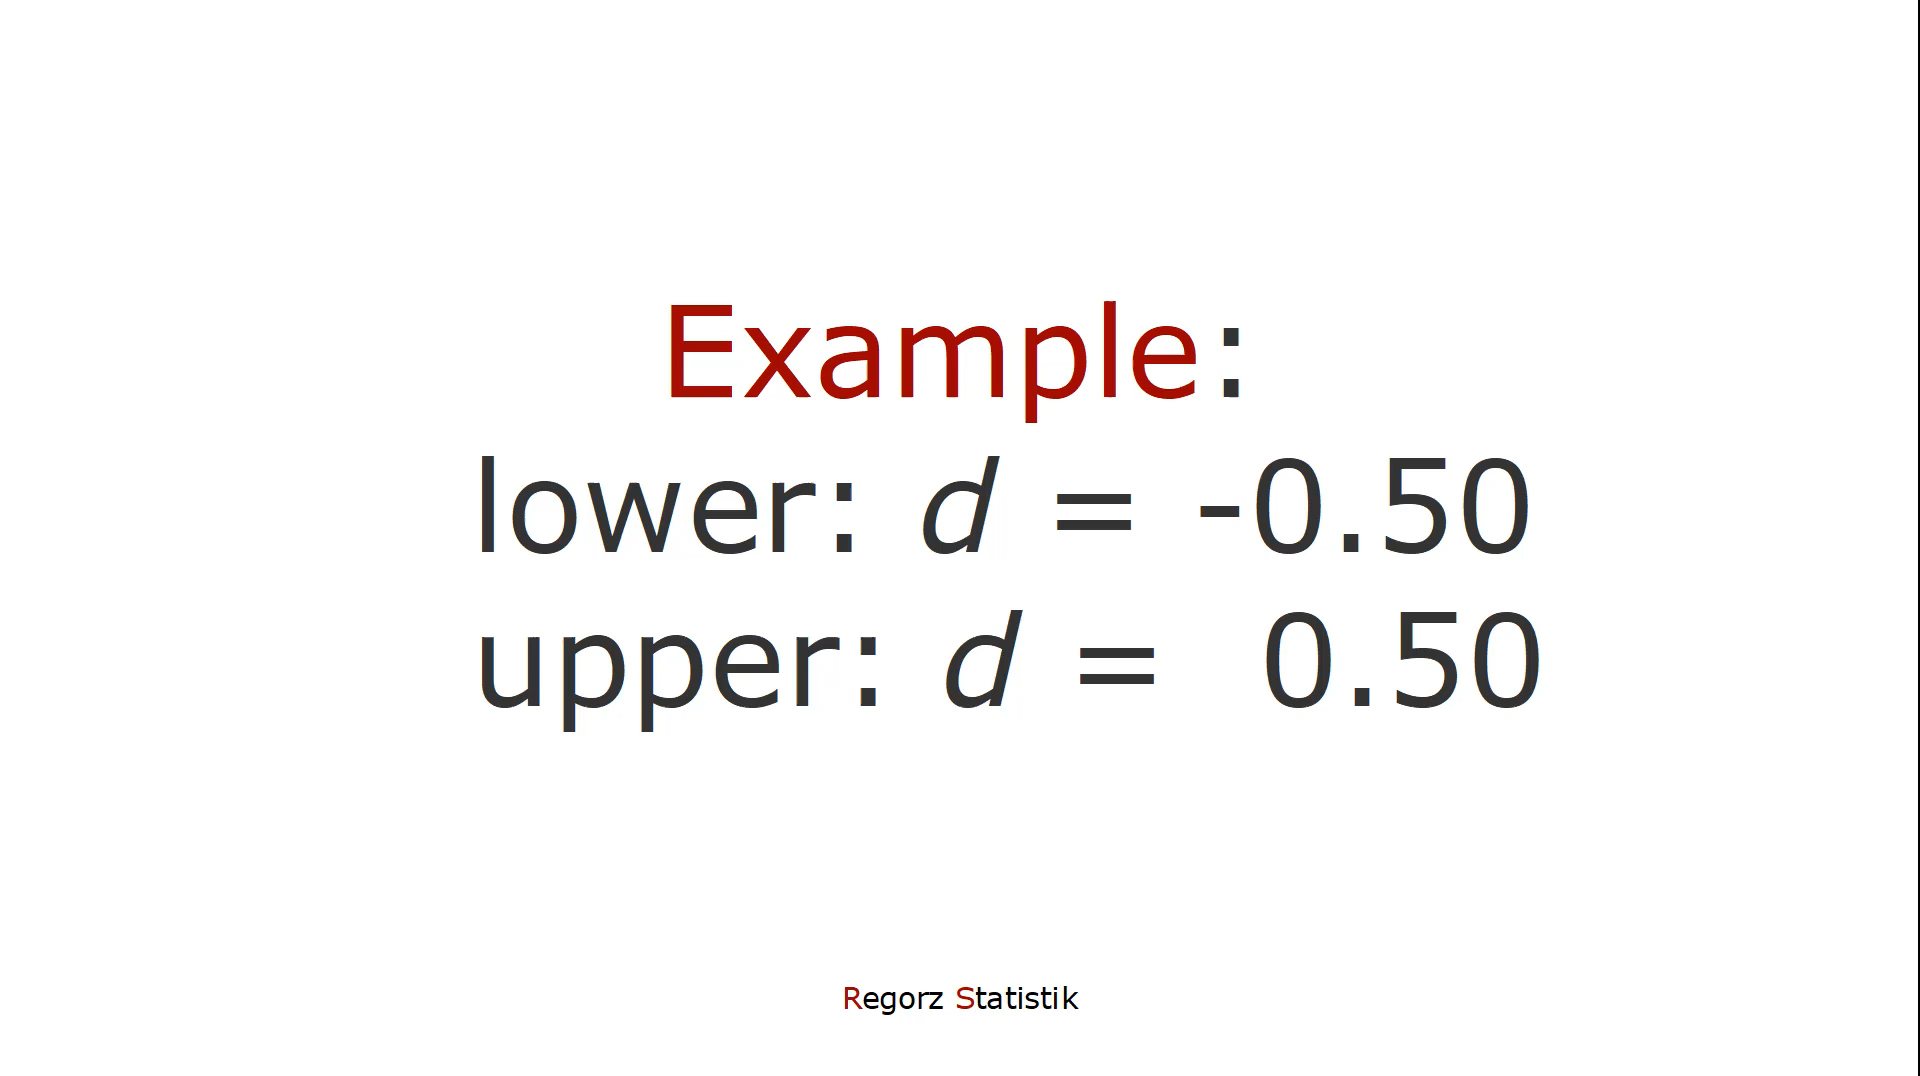 Example:
lower: d = -0.50
upper: d = 0.50
Regorz Statistik